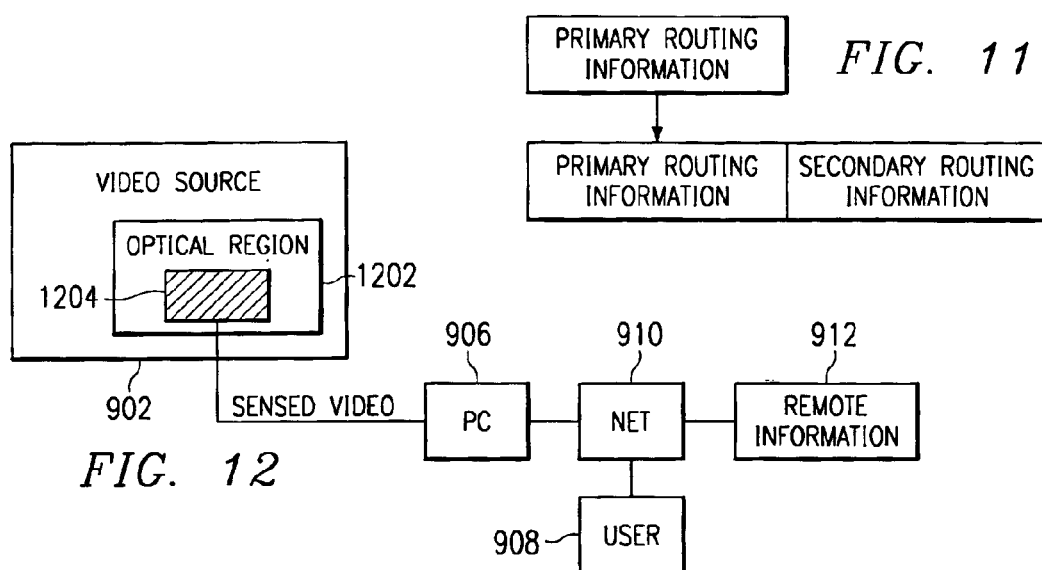 PRIMARY ROUTING
INFORMATION
FIG. 11
PRIMARY ROUTING
INFORMATION
SECONDARY ROUTING
INFORMATION
VIDEO SOURCE
OPTICAL REGION
1204
1202
902
SENSED VIDEO
906
PC
910
NET
912
REMOTE
INFORMATION
908
USER
FIG. 12